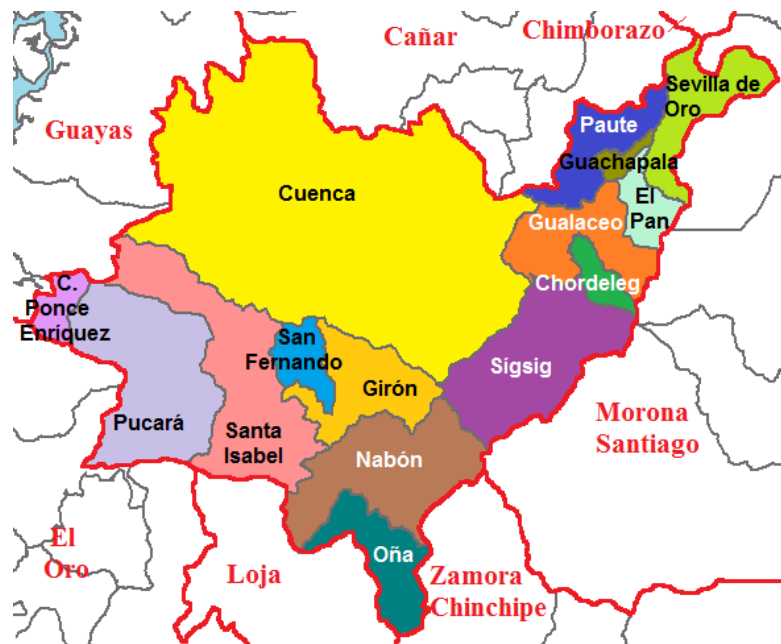 Cañar
Chimborazo
Sevilla de
Oro
Guayas
Paute
Guachapala
Cuenca
El
Pan
Gualaceo
Chordeleg
C.
Ponce
Enríquez
San
Fernando
Girón
Sígsig
Pucará
Santa
Isabel
Nabón
Morona
Santiago
El
Oro
Loja
Oña
Zamora
Chinchipe